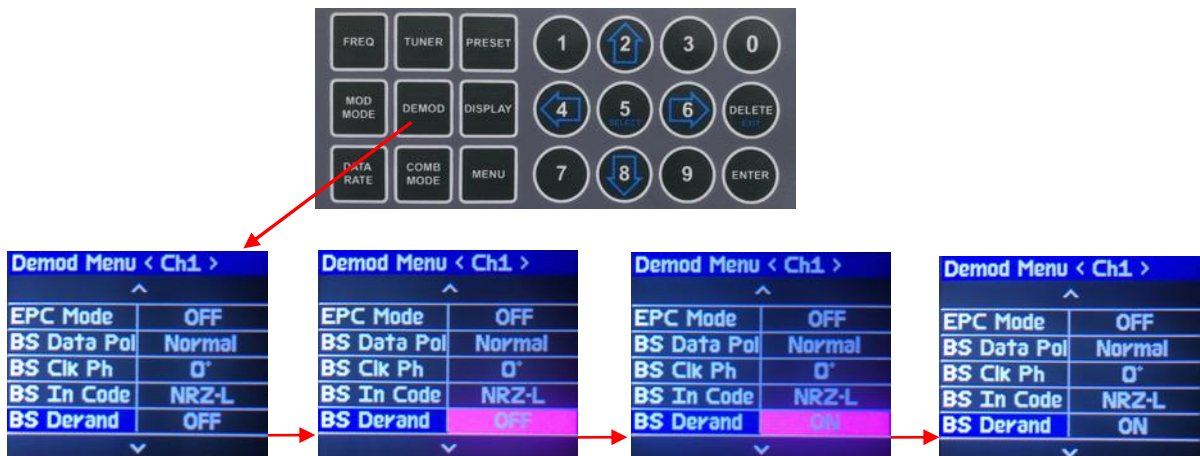 FREQ TUNER PRESET 1 2 3 0
MOD MODE DEMOD DISPLAY 4 5 SELECT 6 DELETE EXIT
DATA RATE COMB MODE MENU 7 8 9 ENTER
Demod Menu < Ch1 >
EPC Mode OFF
BS Data Pol Normal
BS Clk Ph 0°
BS In Code NRZ-L
BS Derand OFF
Demod Menu < Ch1 >
EPC Mode OFF
BS Data Pol Normal
BS Clk Ph 0°
BS In Code NRZ-L
BS Derand OFF
Demod Menu < Ch1 >
EPC Mode OFF
BS Data Pol Normal
BS Clk Ph 0°
BS In Code NRZ-L
BS Derand ON
Demod Menu < Ch1 >
EPC Mode OFF
BS Data Pol Normal
BS Clk Ph 0°
BS In Code NRZ-L
BS Derand ON